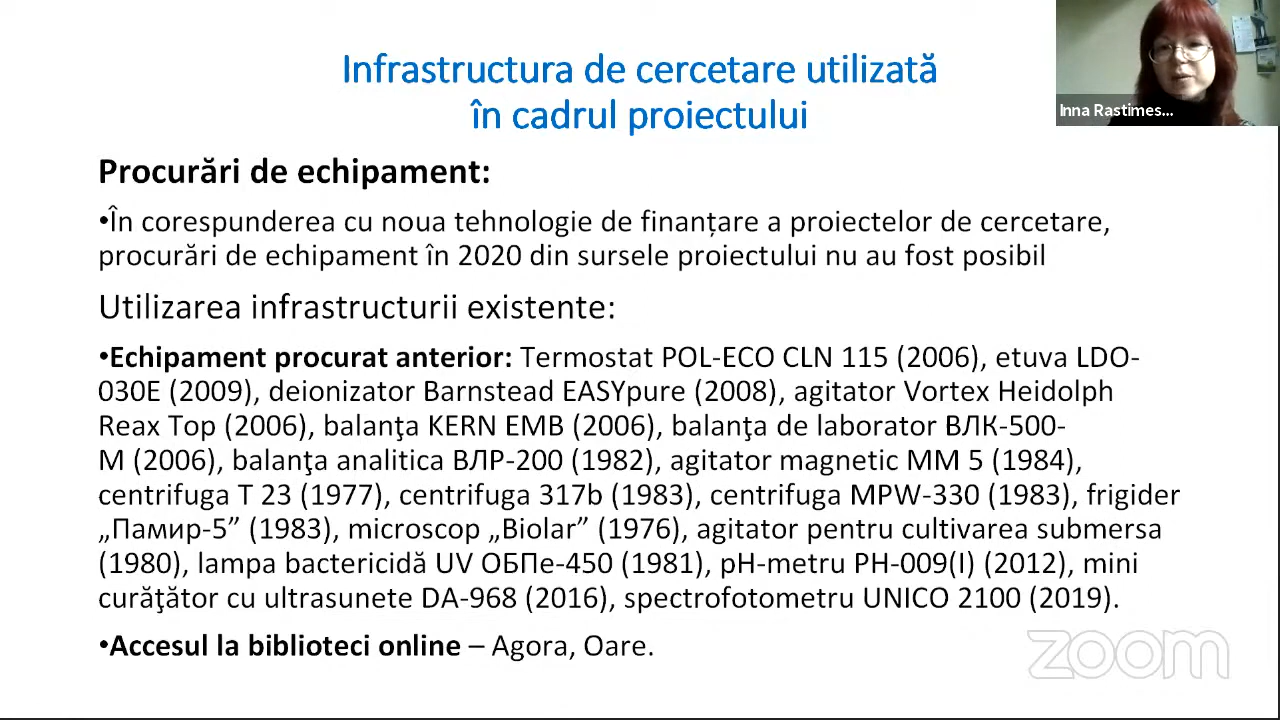 Infrastructura de cercetare utilizată
în cadrul proiectului
Inna Rastimes...
Procurări de echipament:
•În corespunderea cu noua tehnologie de finanțare a proiectelor de cercetare,
procurări de echipament în 2020 din sursele proiectului nu au fost posibil
Utilizarea infrastructurii existente:
•Echipament procurat anterior: Termostat POL-ECO CLN 115 (2006), etuva LDO-
030E (2009), deionizator Barnstead EASYpure (2008), agitator Vortex Heidolph
Reax Top (2006), balanţa KERN EMB (2006), balanţa de laborator ВЛК-500-
М (2006), balanţa analitica ВЛР-200 (1982), agitator magnetic MM 5 (1984),
centrifuga T 23 (1977), centrifuga 317b (1983), centrifuga MPW-330 (1983), frigider
„Памир-5” (1983), microscop „Biolar” (1976), agitator pentru cultivarea submersa
(1980), lampa bactericidă UV ОБПе-450 (1981), pH-metru PH-009(I) (2012), mini
curăţător cu ultrasunete DA-968 (2016), spectrofotometru UNICO 2100 (2019).
•Accesul la biblioteci online – Agora, Oare.
zoom